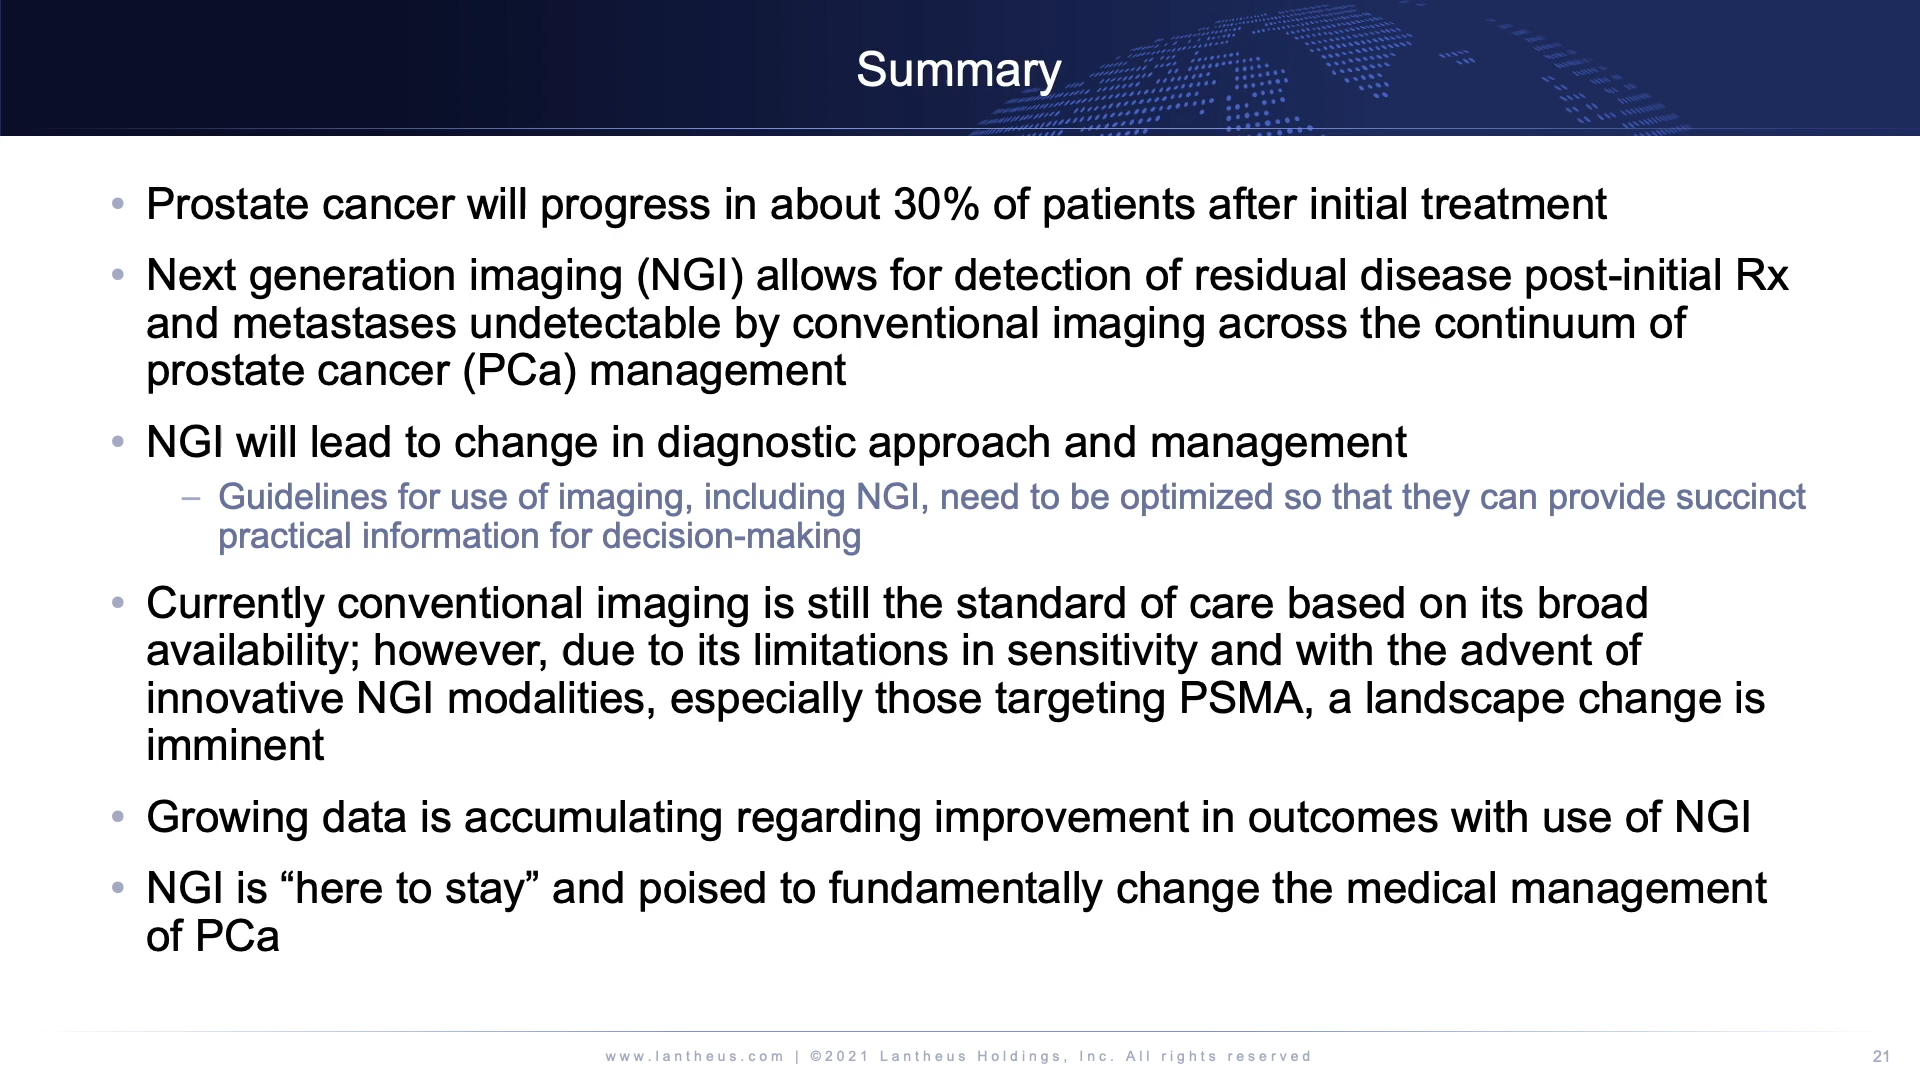 Summary
• Prostate cancer will progress in about 30% of patients after initial treatment
• Next generation imaging (NGI) allows for detection of residual disease post-initial Rx
and metastases undetectable by conventional imaging across the continuum of
prostate cancer (PCa) management
• NGI will lead to change in diagnostic approach and management
– Guidelines for use of imaging, including NGI, need to be optimized so that they can provide succinct
practical information for decision-making
• Currently conventional imaging is still the standard of care based on its broad
availability; however, due to its limitations in sensitivity and with the advent of
innovative NGI modalities, especially those targeting PSMA, a landscape change is
imminent
• Growing data is accumulating regarding improvement in outcomes with use of NGI
• NGI is “here to stay” and poised to fundamentally change the medical management
of PCa
www.lantheus.com | ©2021 Lantheus Holdings, Inc. All rights reserved
21